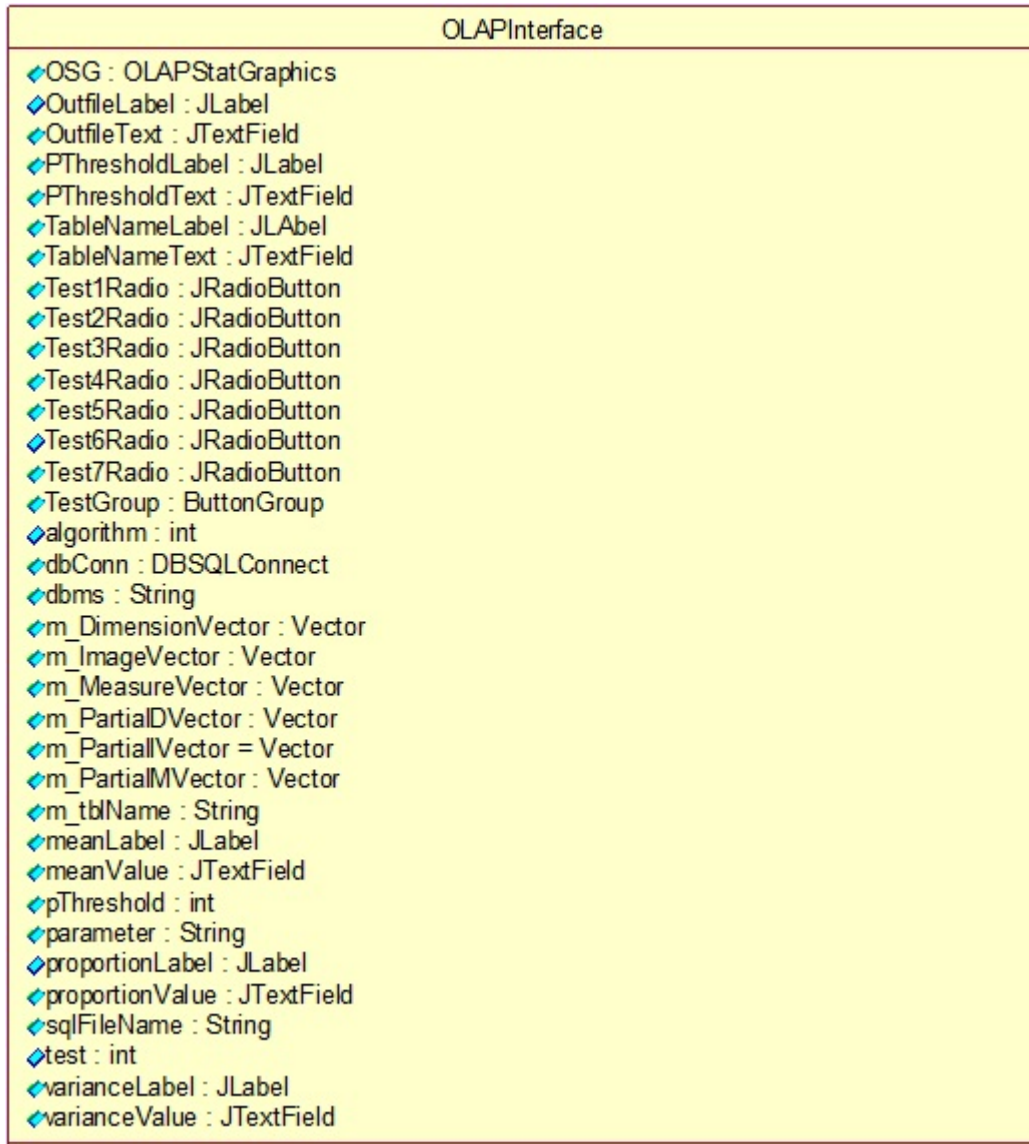 OLAPInterface
OSG : OLAPStatGraphics
OutfileLabel : JLabel
OutfileText : JTextField
PThresholdLabel : JLabel
PThresholdText : JTextField
TableNameLabel : JLAbel
TableNameText : JTextField
Test1Radio : JRadioButton
Test2Radio : JRadioButton
Test3Radio : JRadioButton
Test4Radio : JRadioButton
Test5Radio : JRadioButton
Test6Radio : JRadioButton
Test7Radio : JRadioButton
TestGroup : ButtonGroup
algorithm : int
dbConn : DBSQLConnect
dbms : String
m_DimensionVector : Vector
m_ImageVector : Vector
m_MeasureVector : Vector
m_PartialDVector : Vector
m_PartialIVector = Vector
m_PartialMVector : Vector
m_tblName : String
meanLabel : JLabel
meanValue : JTextField
pThreshold : int
parameter : String
proportionLabel : JLabel
proportionValue : JTextField
sqlFileName : String
test : int
varianceLabel : JLabel
varianceValue : JTextField